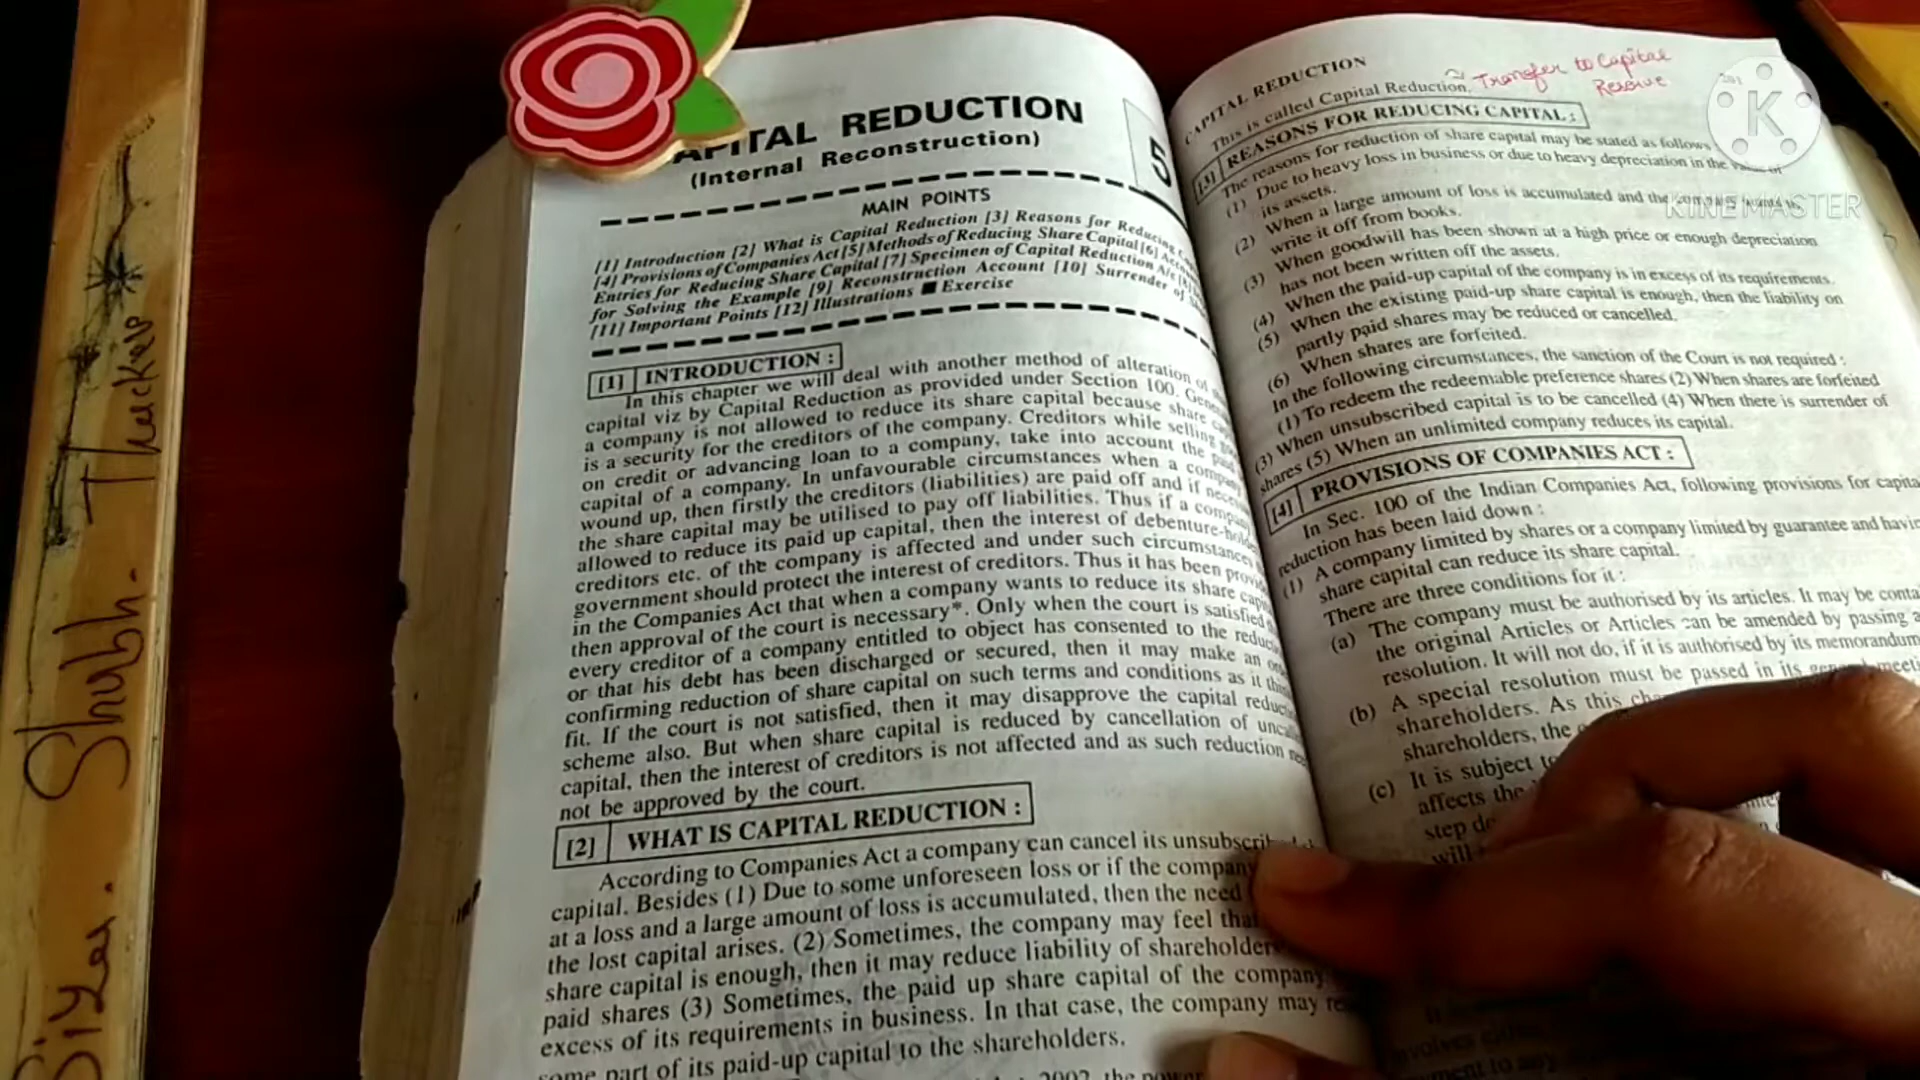 APITAL REDUCTION
(Internal Reconstruction)
5
MAIN POINTS
[1] Introduction [2] What is Capital Reduction [3] Reasons for Reducing
[4] Provisions of Companies Act [5] Methods of Reducing Share Capital [6]
Entries for Reducing Share Capital [7] Specimen of Capital Reduction A/c
for Solving the Example [9] Reconstruction Account [10] Surrender of
[11] Important Points [12] Illustrations ■ Exercise
[1] INTRODUCTION :
In this chapter we will deal with another method of alteration of
capital viz by Capital Reduction as provided under Section 100.
a company is not allowed to reduce its share capital because share
is a security for the creditors of the company. Creditors while selling
on credit or advancing loan to a company, take into account the paid
capital of a company. In unfavourable circumstances when a company
wound up, then firstly the creditors (liabilities) are paid off and if
the share capital may be utilised to pay off liabilities. Thus if a company
allowed to reduce its paid up capital, then the interest of
creditors etc. of the company is affected and under such
government should protect the interest of creditors. Thus it has been
in the Companies Act that when a company wants to reduce its share
then approval of the court is necessary*. Only when the court is satisfied
every creditor of a company entitled to object has consented to the
or that his debt has been discharged or secured, then it may make an
confirming reduction of share capital on such terms and conditions as it
fit. If the court is not satisfied, then it may disapprove the capital
scheme also. But when share capital is reduced by cancellation of
capital, then the interest of creditors is not affected and as such reduction
not be approved by the court.
[2] WHAT IS CAPITAL REDUCTION :
According to Companies Act a company can cancel its
capital. Besides (1) Due to some unforeseen loss or if the company
at a loss and a large amount of loss is accumulated, then the need
the lost capital arises. (2) Sometimes, the company may feel
share capital is enough, then it may reduce liability of
paid shares (3) Sometimes, the paid up share capital of the company
excess of its requirements in business. In that case, the company may
some part of its paid-up capital to the shareholders.
2002, the power
CAPITAL REDUCTION
This is called Capital Reduction. Transfer to Capital
Reserve
[3] REASONS FOR REDUCING CAPITAL :
The reasons for reduction of share capital may be stated as follows
(1) Due to heavy loss in business or due to heavy depreciation in the value of
its assets.
(2) When a large amount of loss is accumulated and the
write it off from books.
(3) When goodwill has been shown at a high price or enough depreciation
has not been written off the assets.
(4) When the paid-up capital of the company is in excess of its requirements.
(5) When the existing paid-up share capital is enough, then the liability on
partly paid shares may be reduced or cancelled.
(6) When shares are forfeited.
In the following circumstances, the sanction of the Court is not required :
(1) To redeem the redeemable preference shares (2) When shares are forfeited
(3) When unsubscribed capital is to be cancelled (4) When there is surrender of
shares (5) When an unlimited company reduces its capital.
[4] PROVISIONS OF COMPANIES ACT :
In Sec. 100 of the Indian Companies Act, following provisions for
reduction has been laid down :
(1) A company limited by shares or a company limited by guarantee and
share capital can reduce its share capital.
There are three conditions for it :
(a) The company must be authorised by its articles. It may be
the original Articles or Articles can be amended by passing
resolution. It will not do, if it is authorised by its memorandum
(b) A special resolution must be passed in its
shareholders. As this
shareholders, the
(c) It is subject
affects the
step
will
K
KINEMASTER
Shubh. Thucker